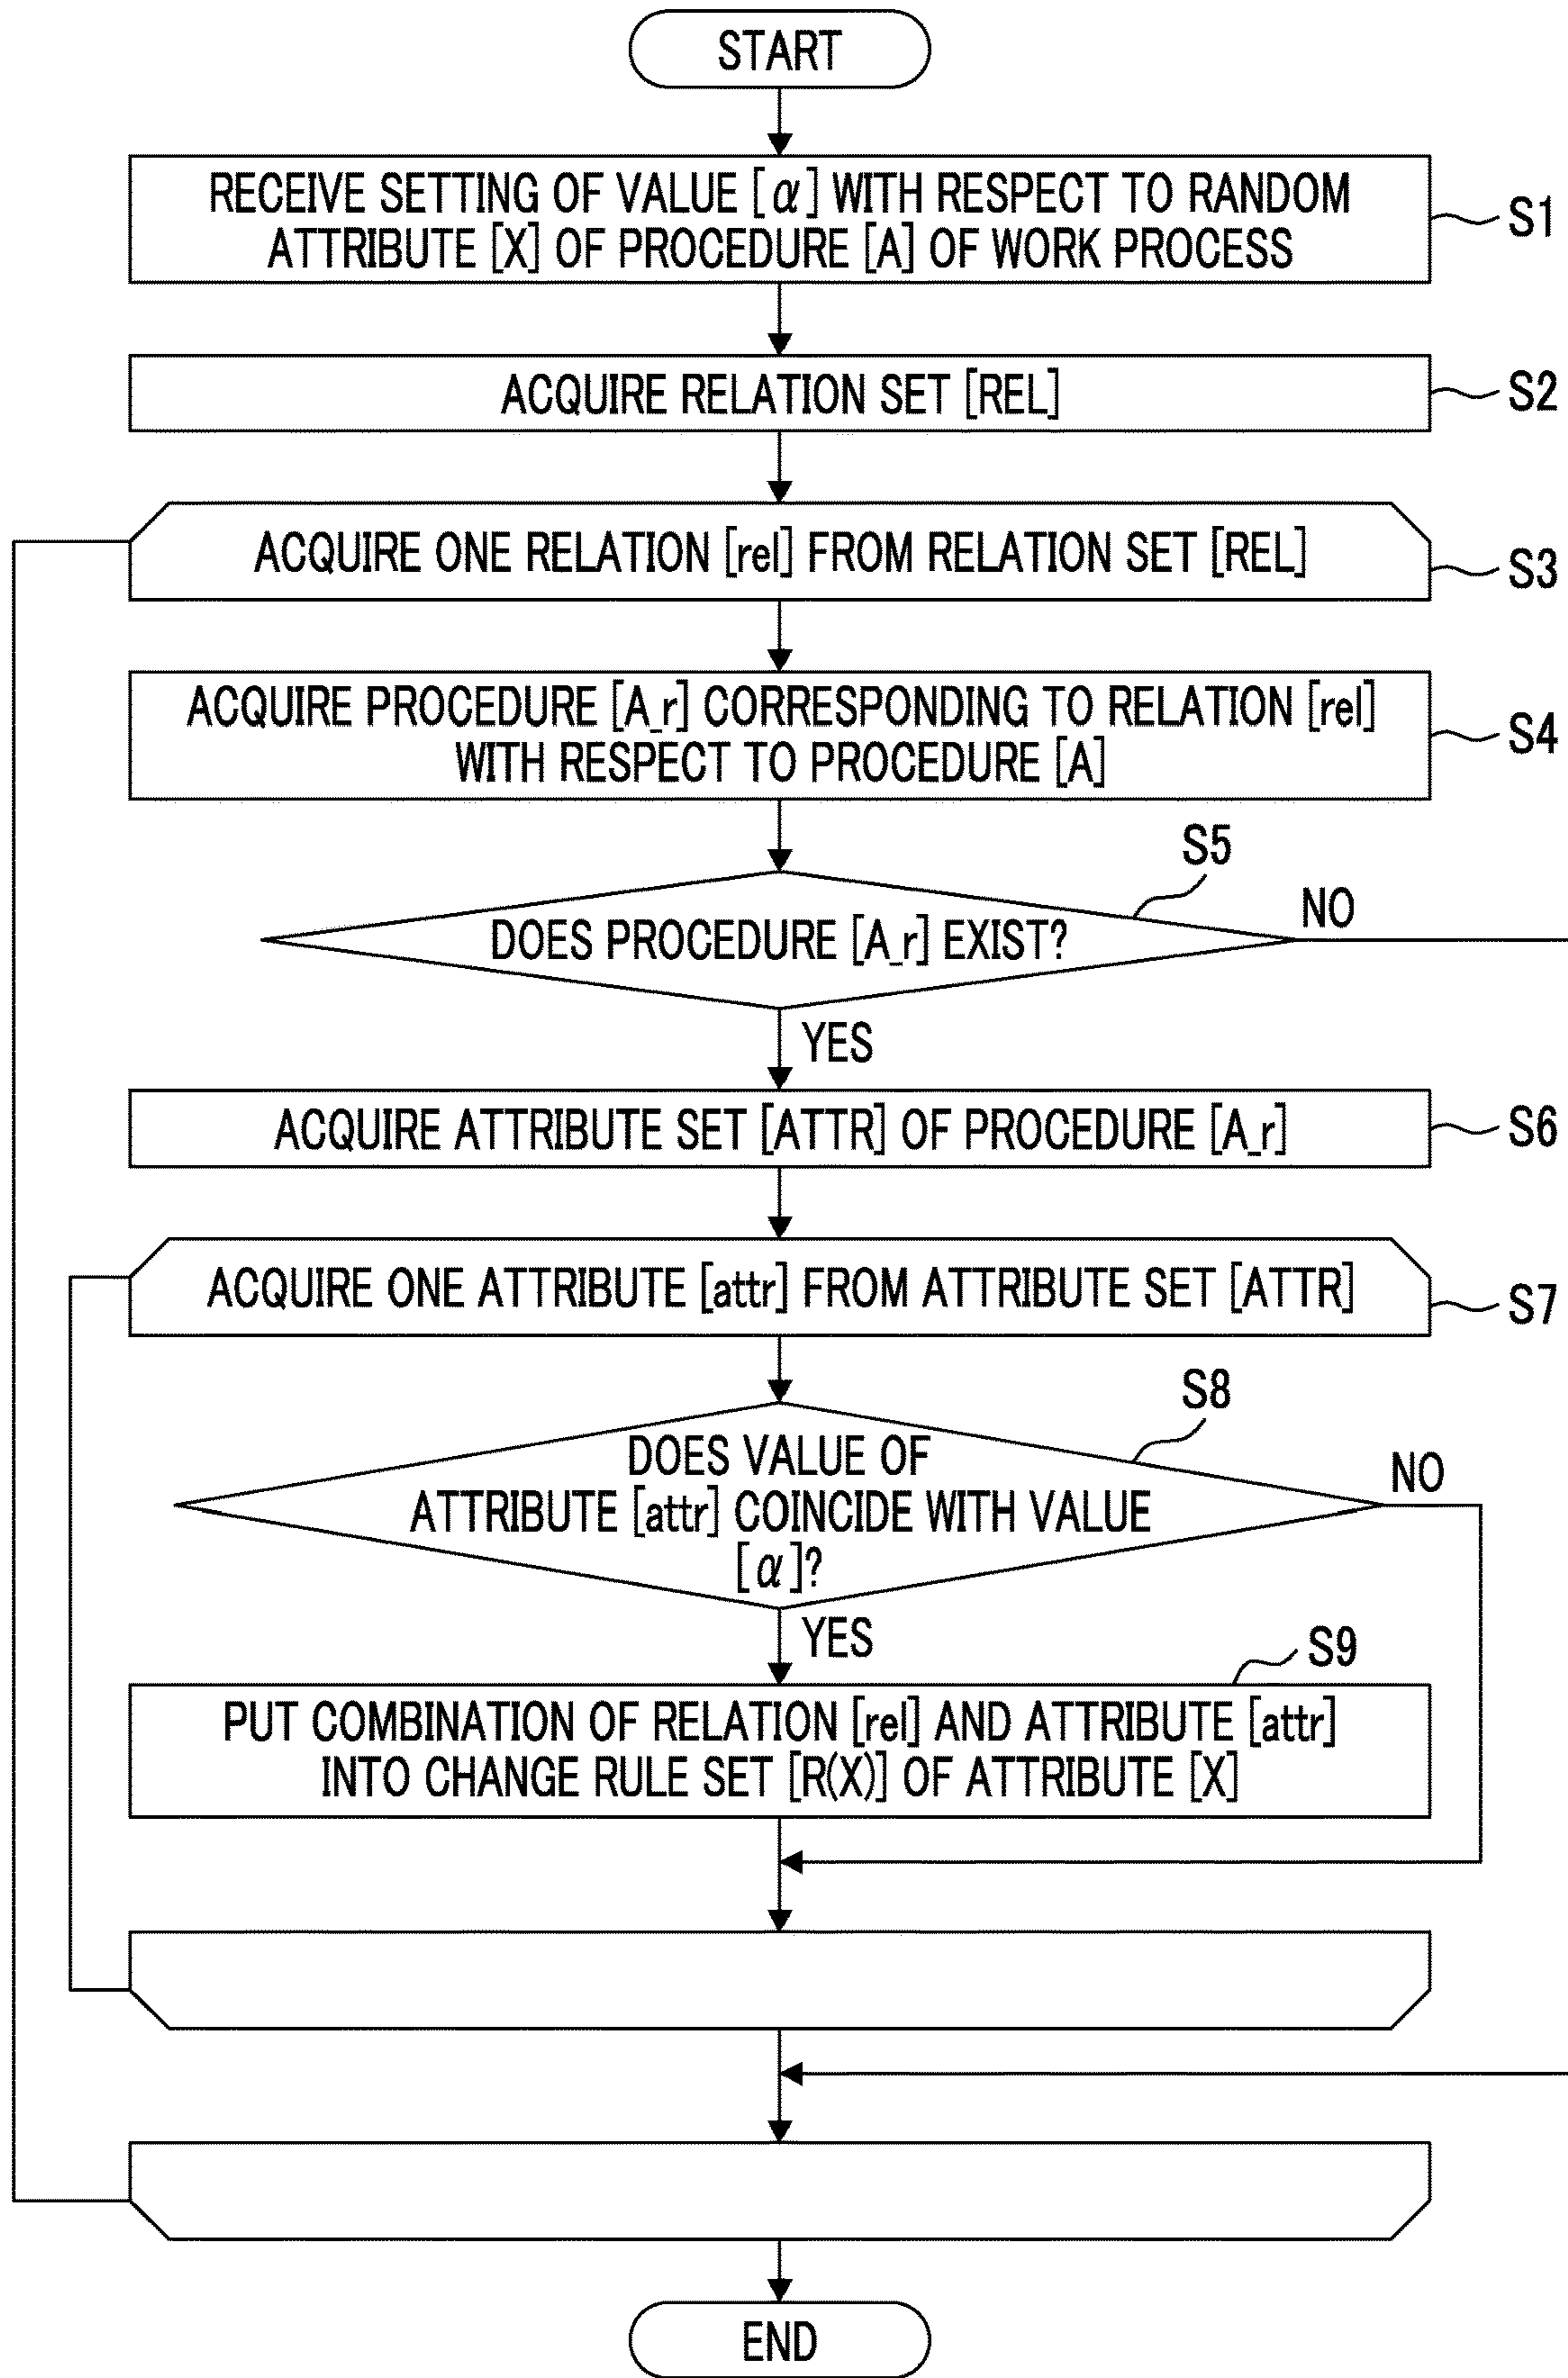 START
RECEIVE SETTING OF VALUE [α] WITH RESPECT TO RANDOM
ATTRIBUTE [X] OF PROCEDURE [A] OF WORK PROCESS
S1
ACQUIRE RELATION SET [REL]
S2
ACQUIRE ONE RELATION [rel] FROM RELATION SET [REL]
S3
ACQUIRE PROCEDURE [A_r] CORRESPONDING TO RELATION [rel]
WITH RESPECT TO PROCEDURE [A]
S4
S5
DOES PROCEDURE [A_r] EXIST?
NO
YES
ACQUIRE ATTRIBUTE SET [ATTR] OF PROCEDURE [A_r]
S6
ACQUIRE ONE ATTRIBUTE [attr] FROM ATTRIBUTE SET [ATTR]
S7
S8
DOES VALUE OF
ATTRIBUTE [attr] COINCIDE WITH VALUE
[α]?
NO
YES
S9
PUT COMBINATION OF RELATION [rel] AND ATTRIBUTE [attr]
INTO CHANGE RULE SET [R(X)] OF ATTRIBUTE [X]
END